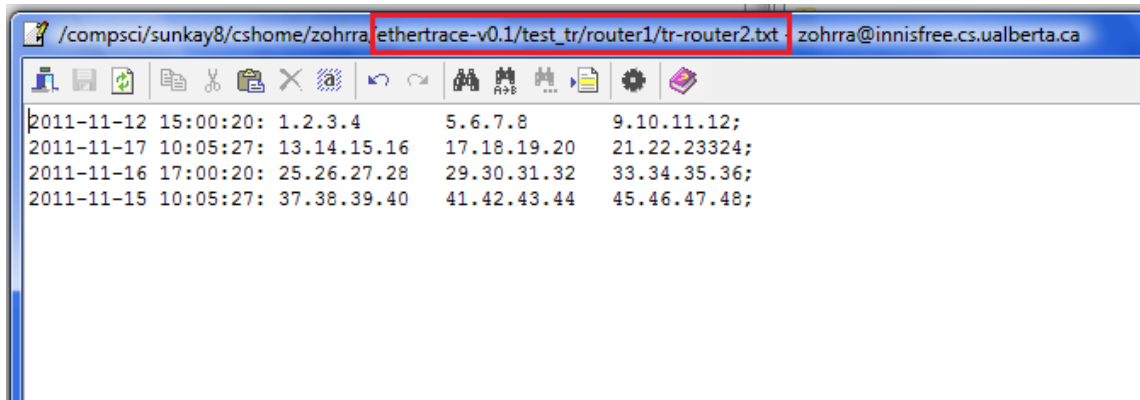 /compsci/sunkay8/cshome/zohrra/ethertrace-v0.1/test_tr/router1/tr-router2.txt - zohrra@innisfree.cs.ualberta.ca
2011-11-12 15:00:20: 1.2.3.4 5.6.7.8 9.10.11.12;
2011-11-17 10:05:27: 13.14.15.16 17.18.19.20 21.22.23324;
2011-11-16 17:00:20: 25.26.27.28 29.30.31.32 33.34.35.36;
2011-11-15 10:05:27: 37.38.39.40 41.42.43.44 45.46.47.48;